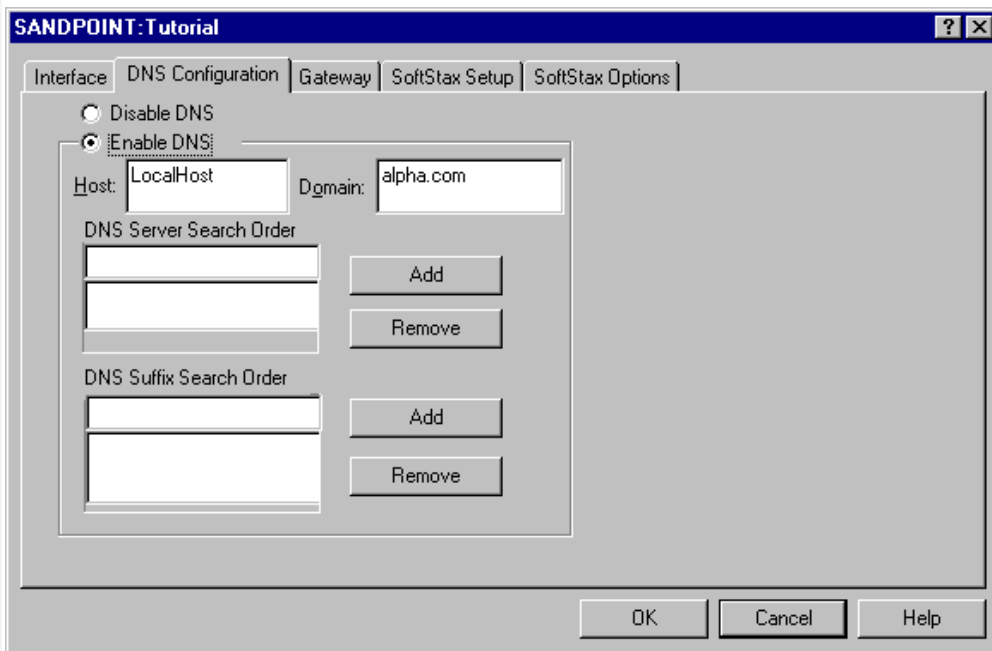 SANDPOINT:Tutorial
Interface DNS Configuration Gateway SoftStax Setup SoftStax Options
Disable DNS
Enable DNS
Host: LocalHost Domain: alpha.com
DNS Server Search Order
Add
Remove
DNS Suffix Search Order
Add
Remove
OK Cancel Help